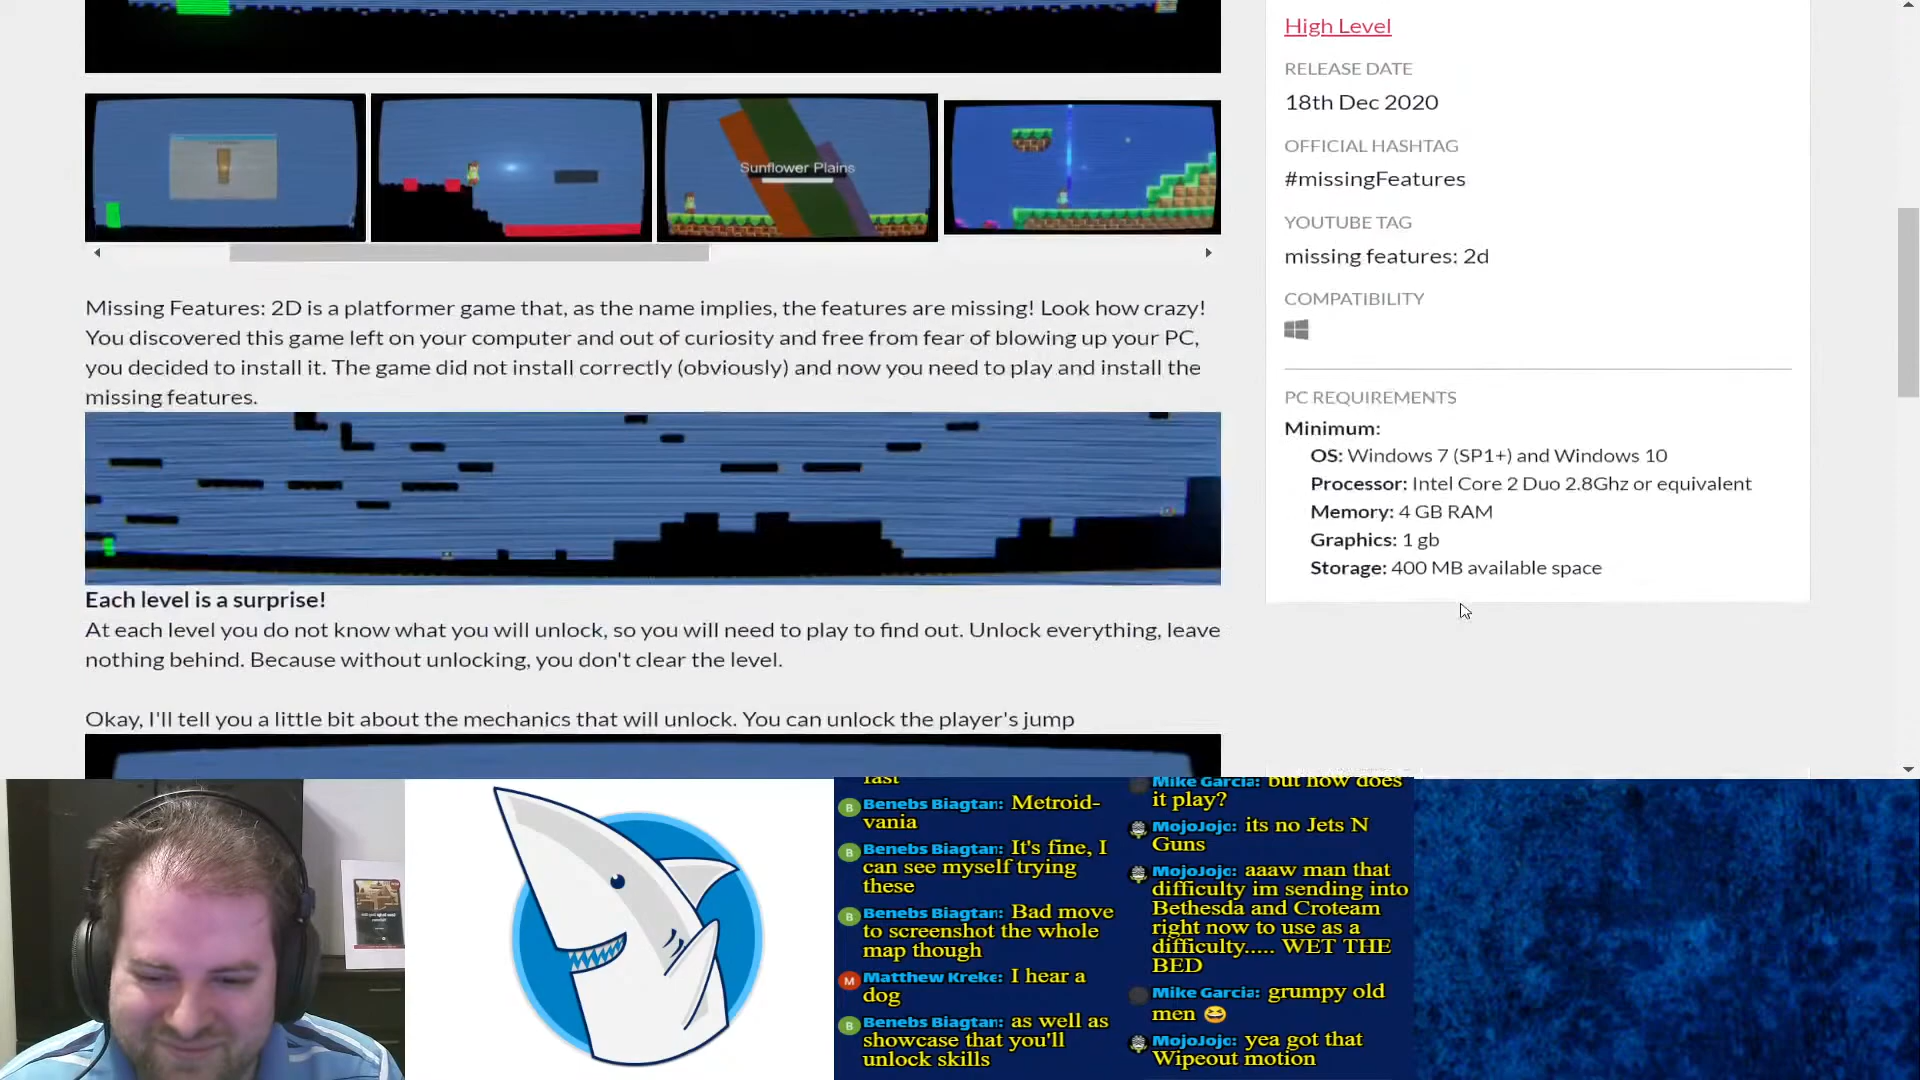 Sunflower Plains
Missing Features: 2D is a platformer game that, as the name implies, the features are missing! Look how crazy!
You discovered this game left on your computer and out of curiosity and free from fear of blowing up your PC,
you decided to install it. The game did not install correctly (obviously) and now you need to play and install the
missing features.
Each level is a surprise!
At each level you do not know what you will unlock, so you will need to play to find out. Unlock everything, leave
nothing behind. Because without unlocking, you don't clear the level.
Okay, I'll tell you a little bit about the mechanics that will unlock. You can unlock the player's jump
High Level
RELEASE DATE
18th Dec 2020
OFFICIAL HASHTAG
#missingFeatures
YOUTUBE TAG
missing features: 2d
COMPATIBILITY
PC REQUIREMENTS
Minimum:
OS: Windows 7 (SP1+) and Windows 10
Processor: Intel Core 2 Duo 2.8Ghz or equivalent
Memory: 4 GB RAM
Graphics: 1 gb
Storage: 400 MB available space
fast
B Benebs Biagtan: Metroid-
vania
B Benebs Biagtan: It's fine, I
can see myself trying
these
B Benebs Biagtan: Bad move
to screenshot the whole
map though
M Matthew Kreke: I hear a
dog
B Benebs Biagtan: as well as
showcase that you'll
unlock skills
Mike Garcia: but how does
it play?
MojoJojo: its no Jets N
Guns
MojoJojo: aaaw man that
difficulty im sending into
Bethesda and Croteam
right now to use as a
difficulty..... WET THE
BED
Mike Garcia: grumpy old
men 😆
MojoJojo: yea got that
Wipeout motion